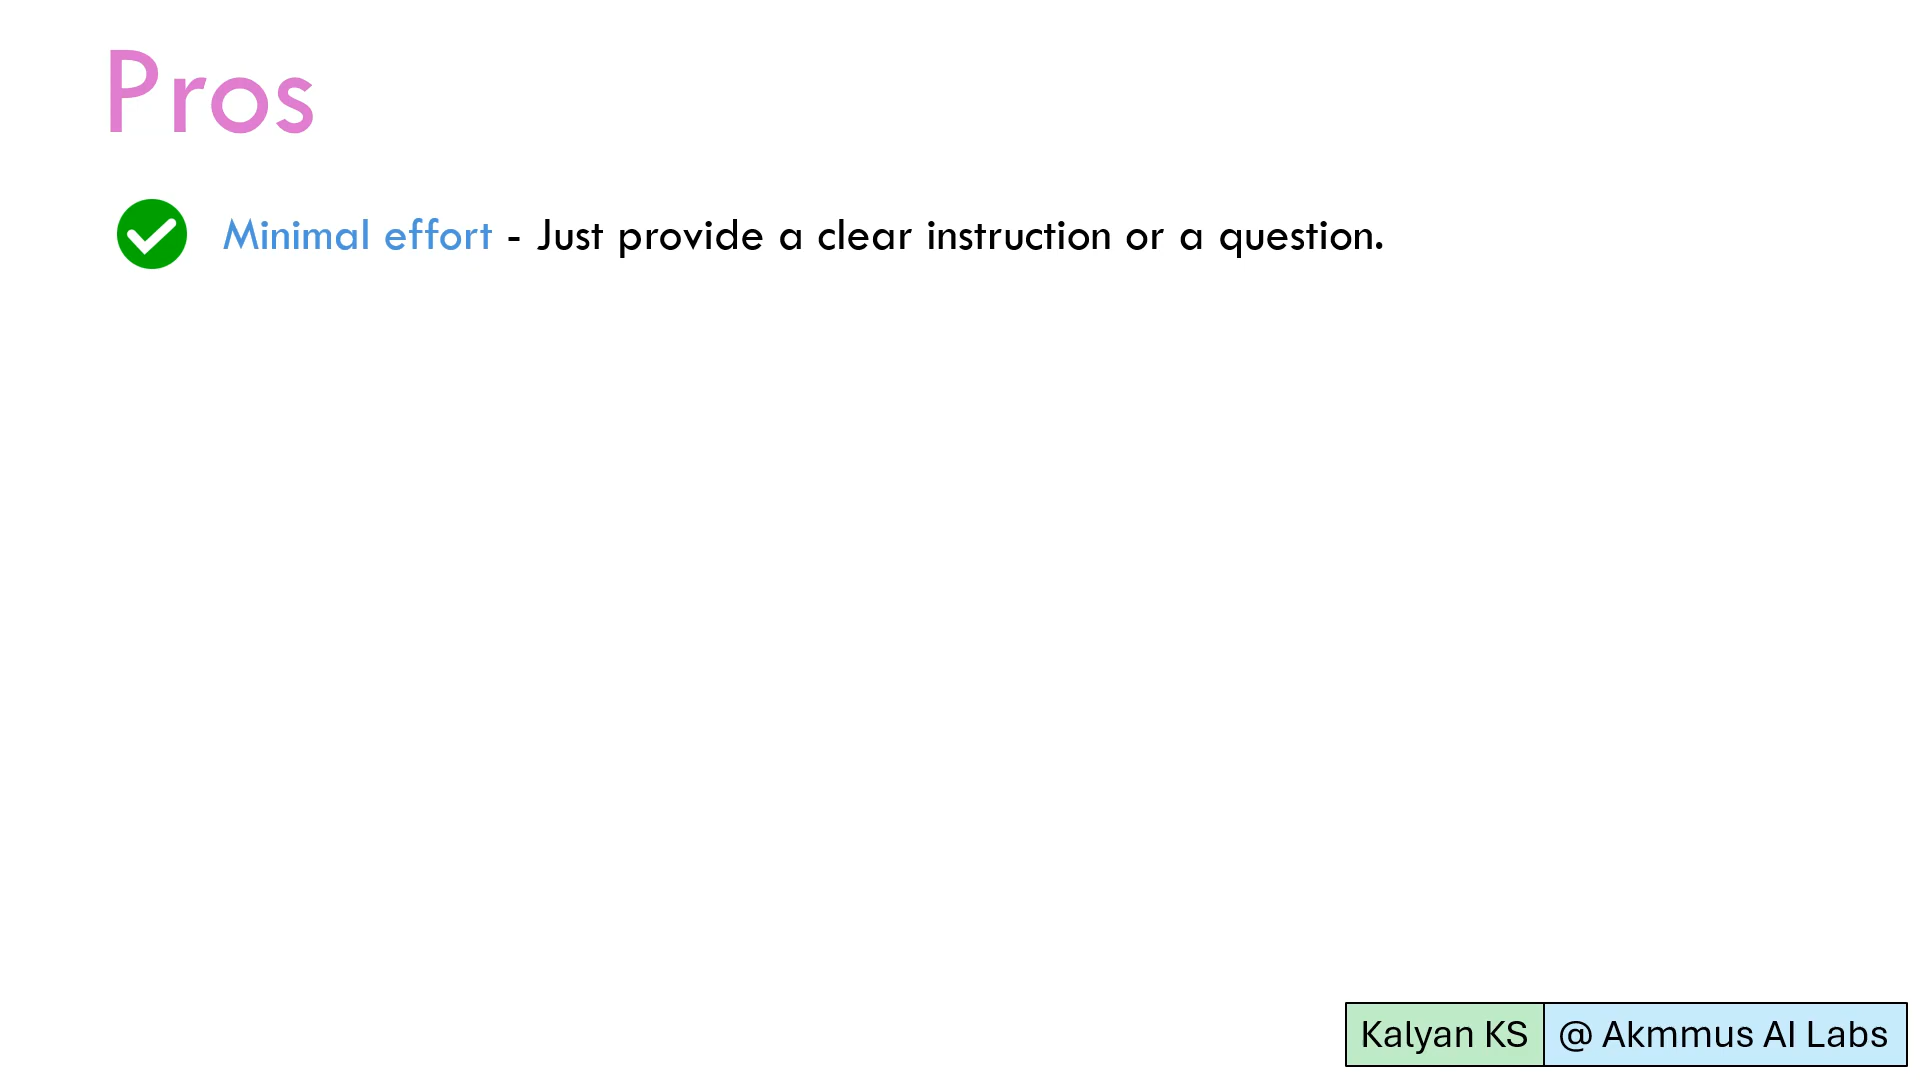 Pros
Minimal effort - Just provide a clear instruction or a question.
Kalyan KS @ Akmmus AI Labs